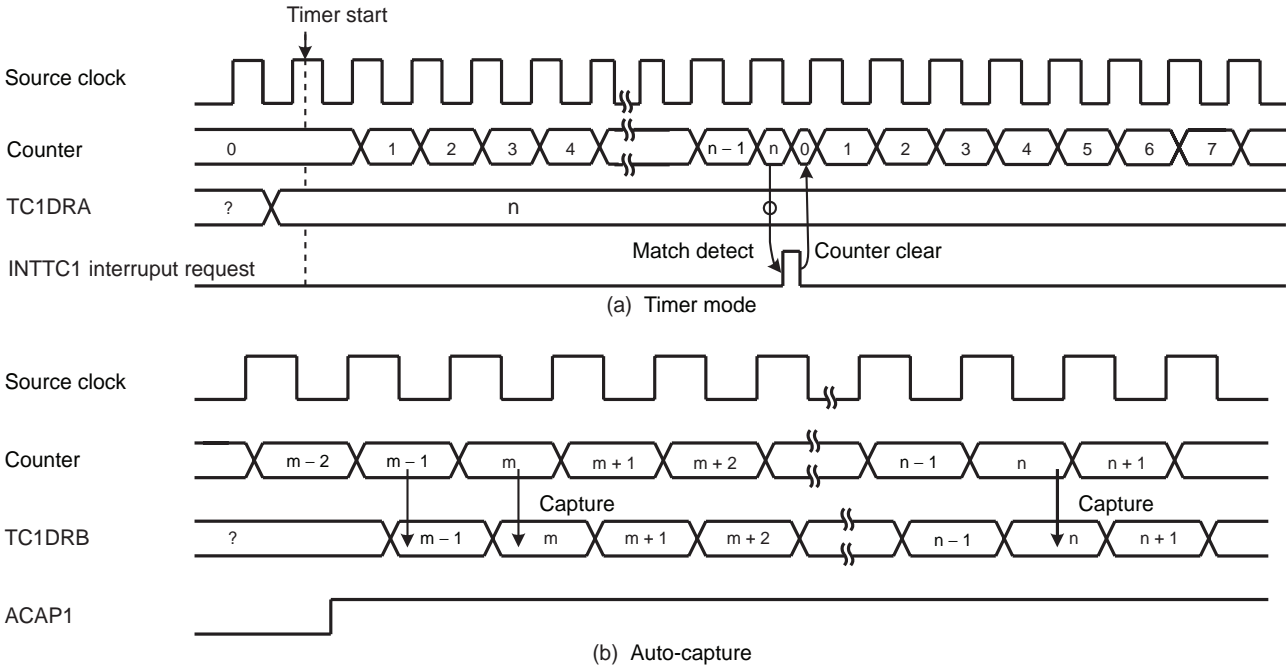 Timer start
Source clock
Counter 0 1 2 3 4 n – 1 n 0 1 2 3 4 5 6 7
TC1DRA ? n
Match detect Counter clear
INTTC1 interruput request
(a) Timer mode
Source clock
Counter m – 2 m – 1 m m + 1 m + 2 n – 1 n n + 1
Capture Capture
TC1DRB ? m – 1 m m + 1 m + 2 n – 1 n n + 1
ACAP1
(b) Auto-capture